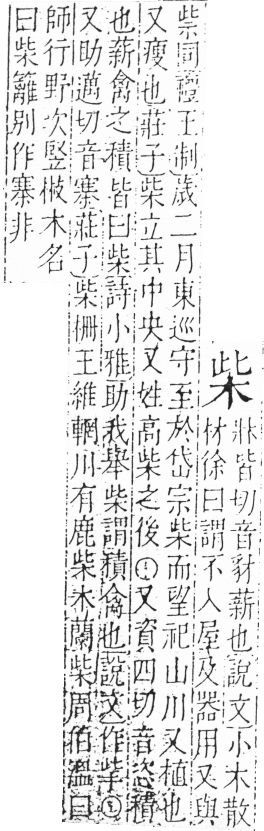 柴
牀皆切音豺薪也說文小木散
材徐曰謂不入屋及器用又與
祡同禮王制歲二月東巡守至於岱宗柴而望祀山川又植也
又瘦也莊子柴立其中央又姓高柴之後①又資四切音恣積
也薪禽之積皆曰柴詩小雅助我舉柴謂積禽也說文作㧘①
又助邁切音寨莊子柴柵王維輞川有鹿柴木蘭柴周伯溫曰
師行野次竪木名
曰柴籬別作寨非